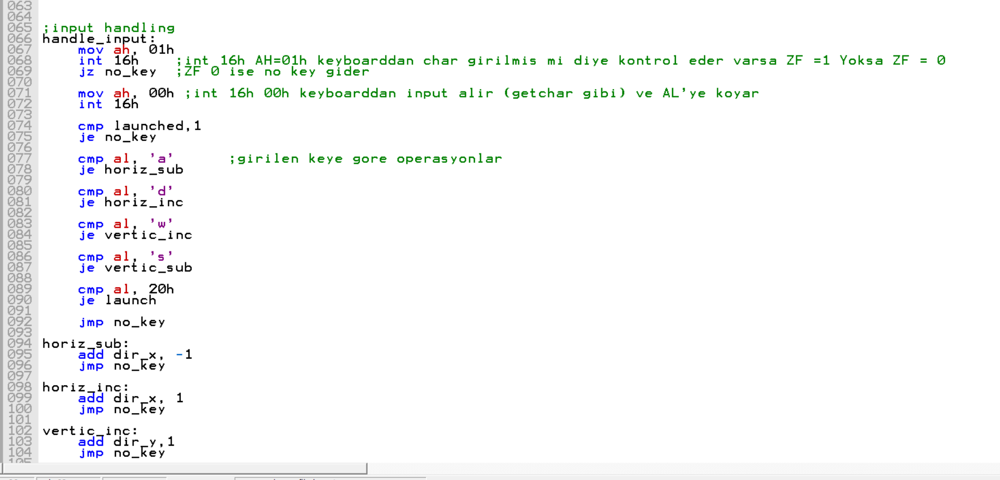 063
064
065 ;input handling
066 handle_input:
067 mov ah, 01h
068 int 16h ;int 16h AH=01h keyboarddan char girilmis mi diye kontrol eder varsa ZF =1 Yoksa ZF = 0
069 jz no_key ;ZF 0 ise no key gider
070
071 mov ah, 00h ;int 16h 00h keyboarddan input alir (getchar gibi) ve AL'ye koyar
072 int 16h
073
074 cmp launched,1
075 je no_key
076
077 cmp al, 'a' ;girilen keye gore operasyonlar
078 je horiz_sub
079
080 cmp al, 'd'
081 je horiz_inc
082
083 cmp al, 'w'
084 je vertic_inc
085
086 cmp al, 's'
087 je vertic_sub
088
089 cmp al, 20h
090 je launch
091
092 jmp no_key
093
094 horiz_sub:
095 add dir_x, -1
096 jmp no_key
097
098 horiz_inc:
099 add dir_x, 1
100 jmp no_key
101
102 vertic_inc:
103 add dir_y,1
104 jmp no_key
105